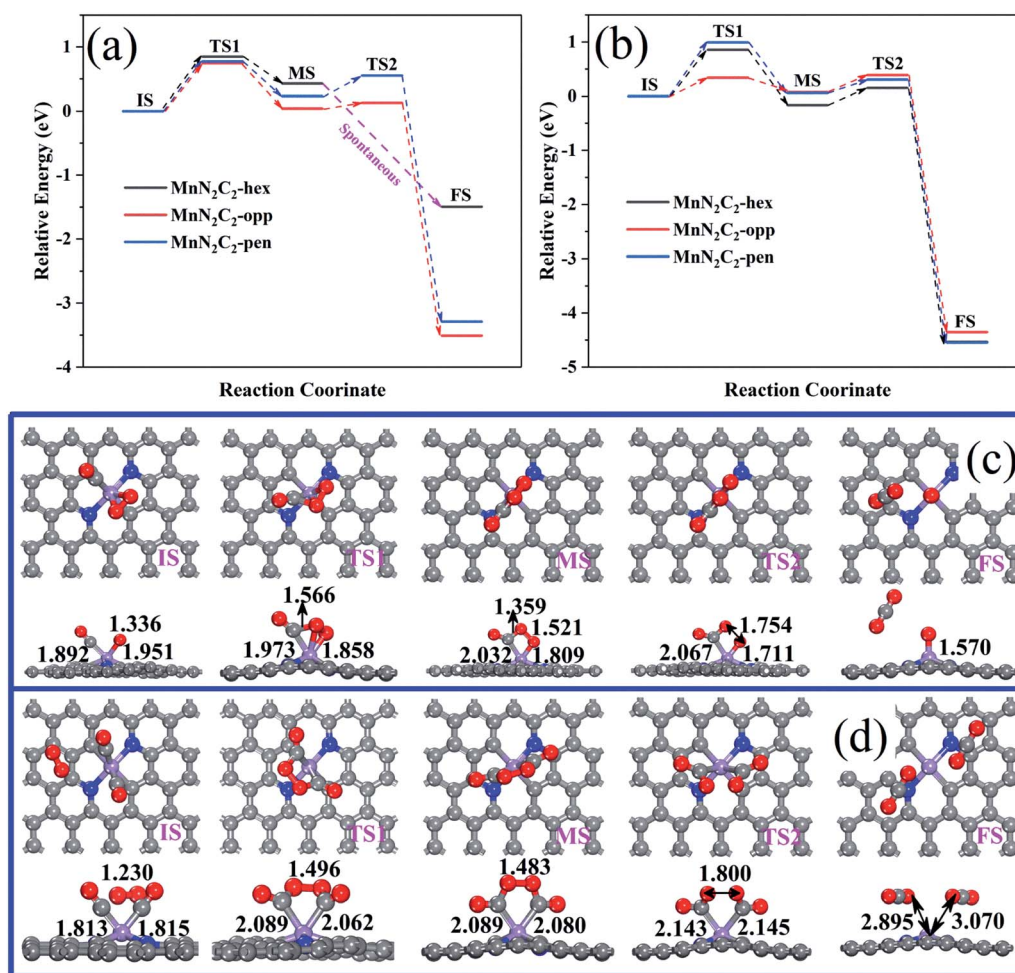 (a)
1
0
-1
-2
-3
-4
Relative Energy (eV)
IS
TS1
MS
TS2
FS
Spontaneous
MnN₂C₂-hex
MnN₂C₂-opp
MnN₂C₂-pen
Reaction Coorinate
(b)
1
0
-1
-2
-3
-4
-5
Relative Energy (eV)
IS
TS1
MS
TS2
FS
MnN₂C₂-hex
MnN₂C₂-opp
MnN₂C₂-pen
Reaction Coorinate
(c)
IS
TS1
MS
TS2
FS
1.336
1.892
1.951
1.566
1.973
1.858
1.359
1.521
2.032
1.809
1.754
2.067
1.711
1.570
(d)
IS
TS1
MS
TS2
FS
1.230
1.813
1.815
1.496
2.089
2.062
1.483
2.089
2.080
1.800
2.143
2.145
2.895
3.070